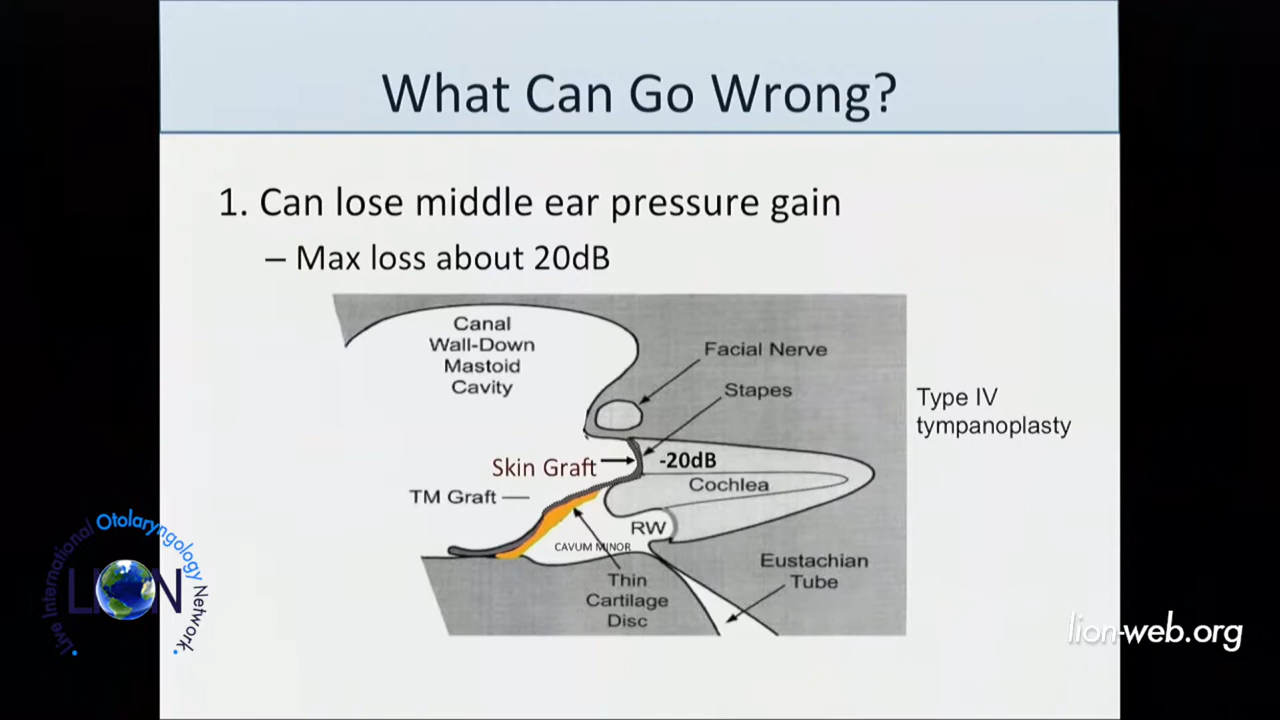 What Can Go Wrong?
1. Can lose middle ear pressure gain
– Max loss about 20dB
Canal
Wall-Down
Mastoid
Cavity
Facial Nerve
Stapes
Type IV
tympanoplasty
Skin Graft
-20dB
Cochlea
TM Graft
RW
CAVUM MINOR
Eustachian
Tube
Thin
Cartilage
Disc
Live International Otolaryngology Network
LION
lion-web.org